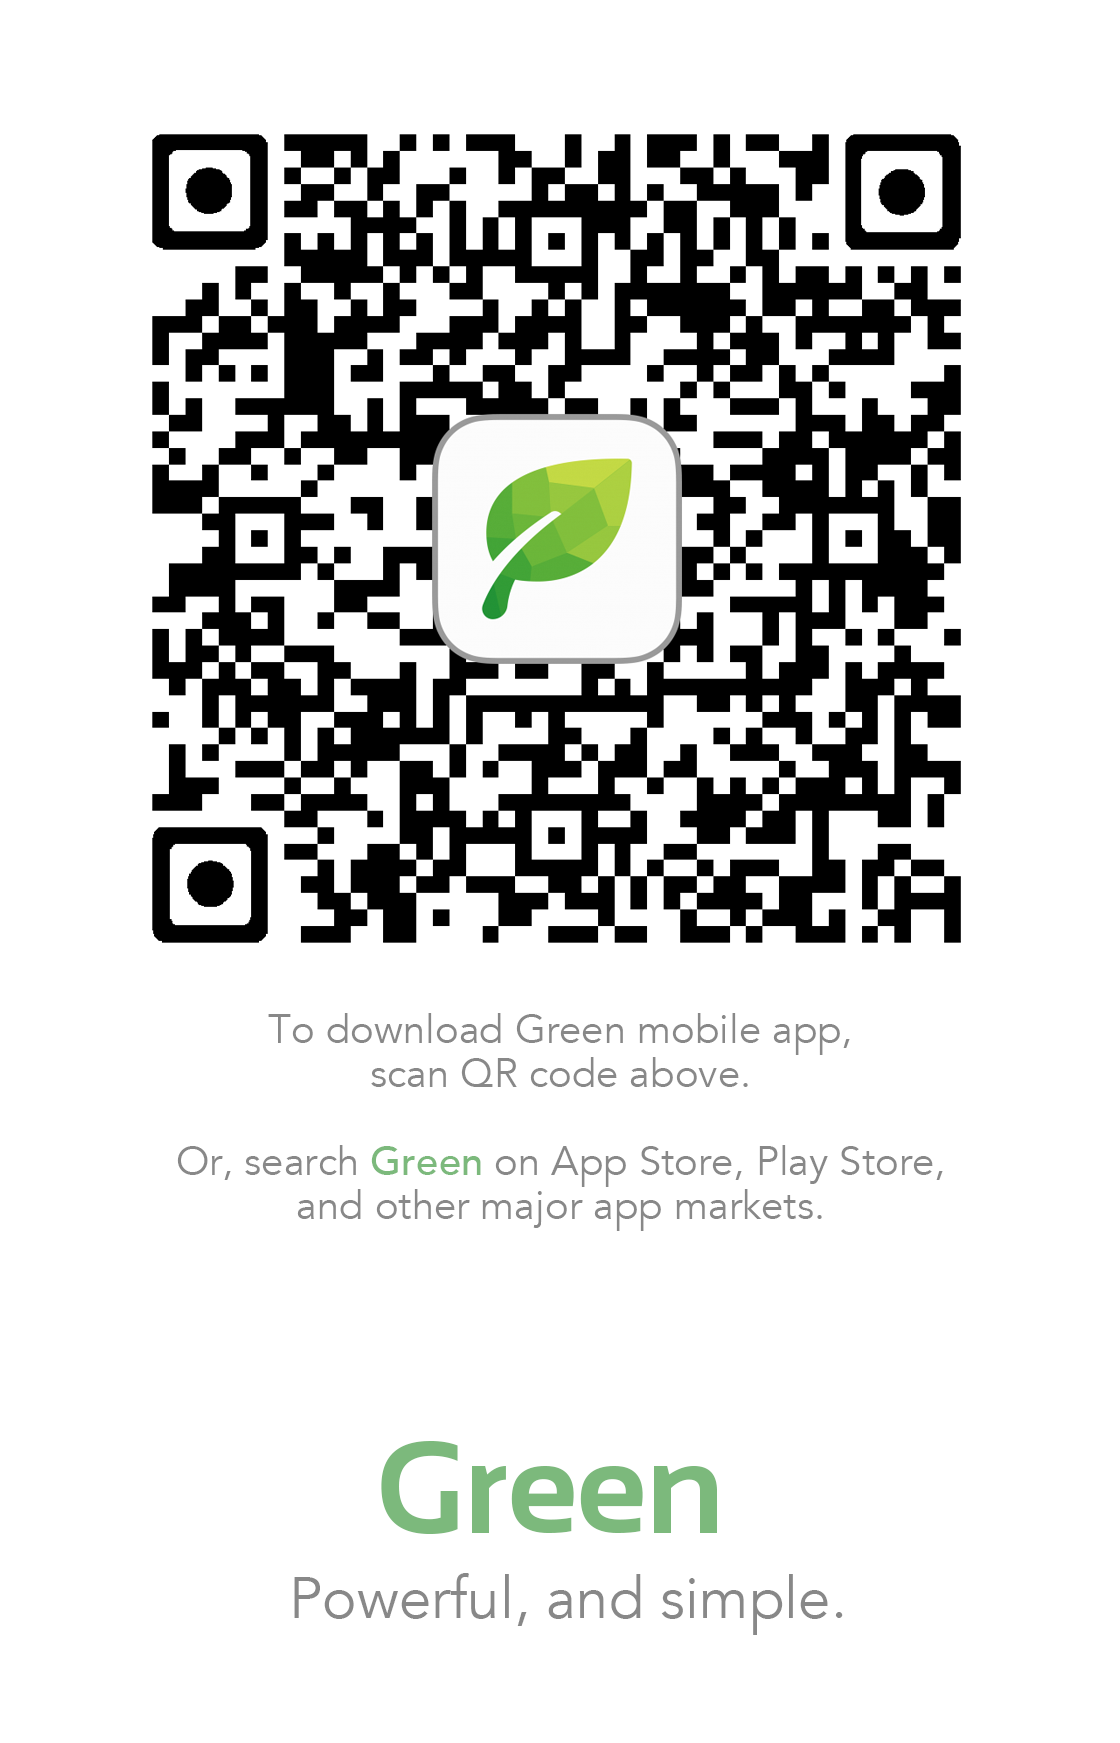 To download Green mobile app,
scan QR code above.
Or, search Green on App Store, Play Store,
and other major app markets.
Green
Powerful, and simple.